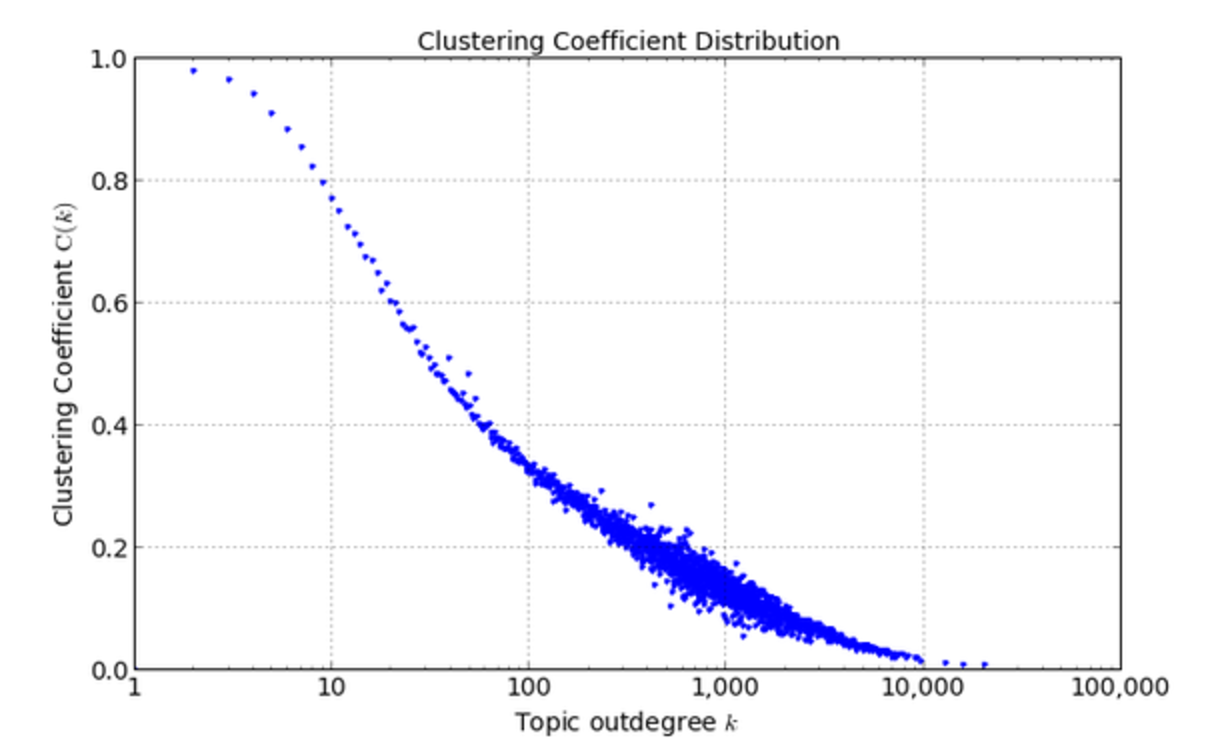 Clustering Coefficient Distribution
1.0
0.8
0.6
0.4
0.2
0.0
Clustering Coefficient C(k)
1 10 100 1,000 10,000 100,000
Topic outdegree k